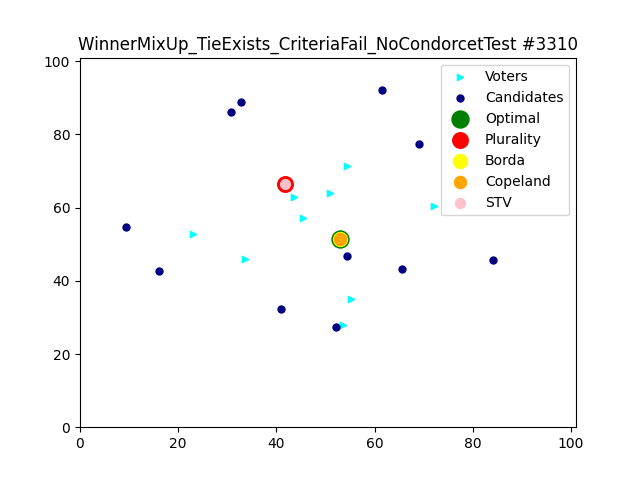 WinnerMixUp_TieExists_CriteriaFail_NoCondorcetTest #3310
100
80
60
40
20
0
0 20 40 60 80 100
Voters
Candidates
Optimal
Plurality
Borda
Copeland
STV